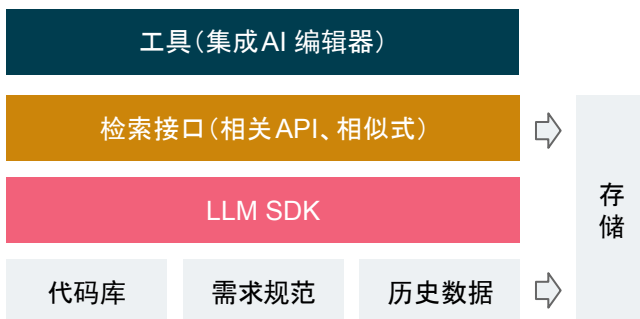 工具（集成AI 编辑器）
检索接口（相关API、相似式）
LLM SDK
代码库
需求规范
历史数据
存
储